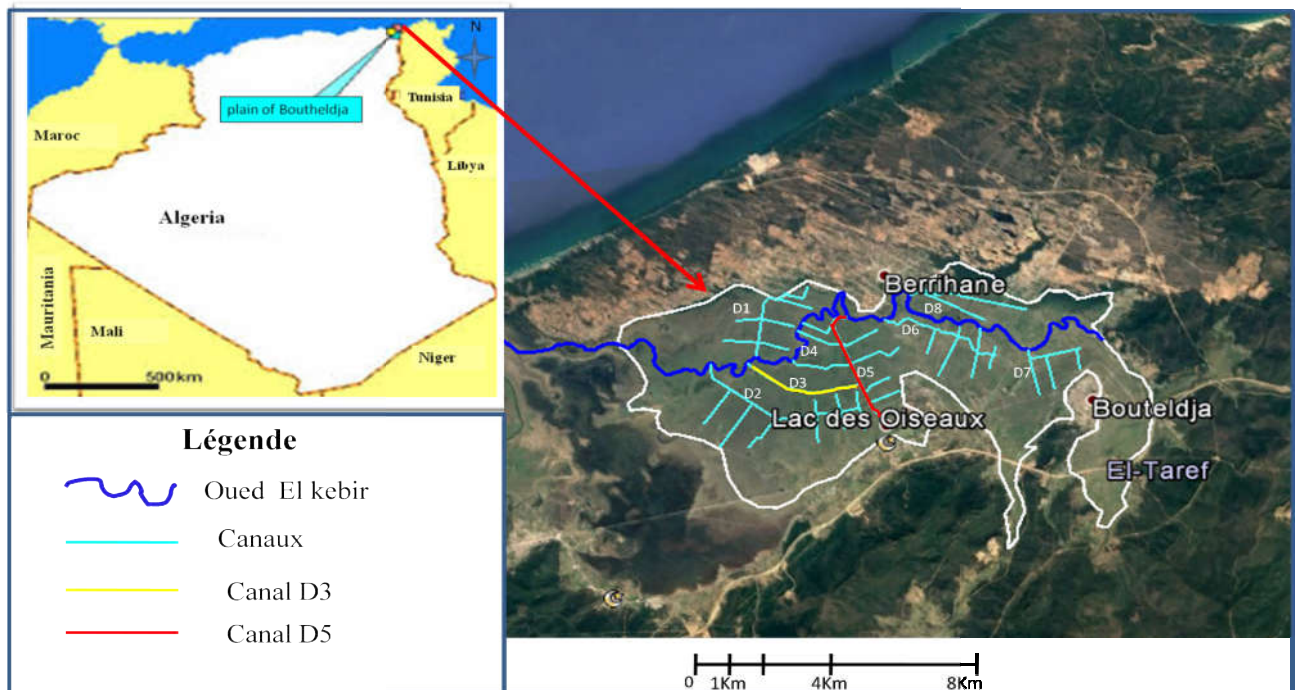 N
plain of Boutheldja
Tunisia
Maroc
Libya
Algeria
Mauritania
Mali
Niger
0 500km
Légende
Oued El kebir
Canaux
Canal D3
Canal D5
Berrihane
D1
D8
D6
D4
D5
D7
D3
D2
Bouteldja
Lac des Oiseaux
El-Taref
0 1Km 4Km 8Km